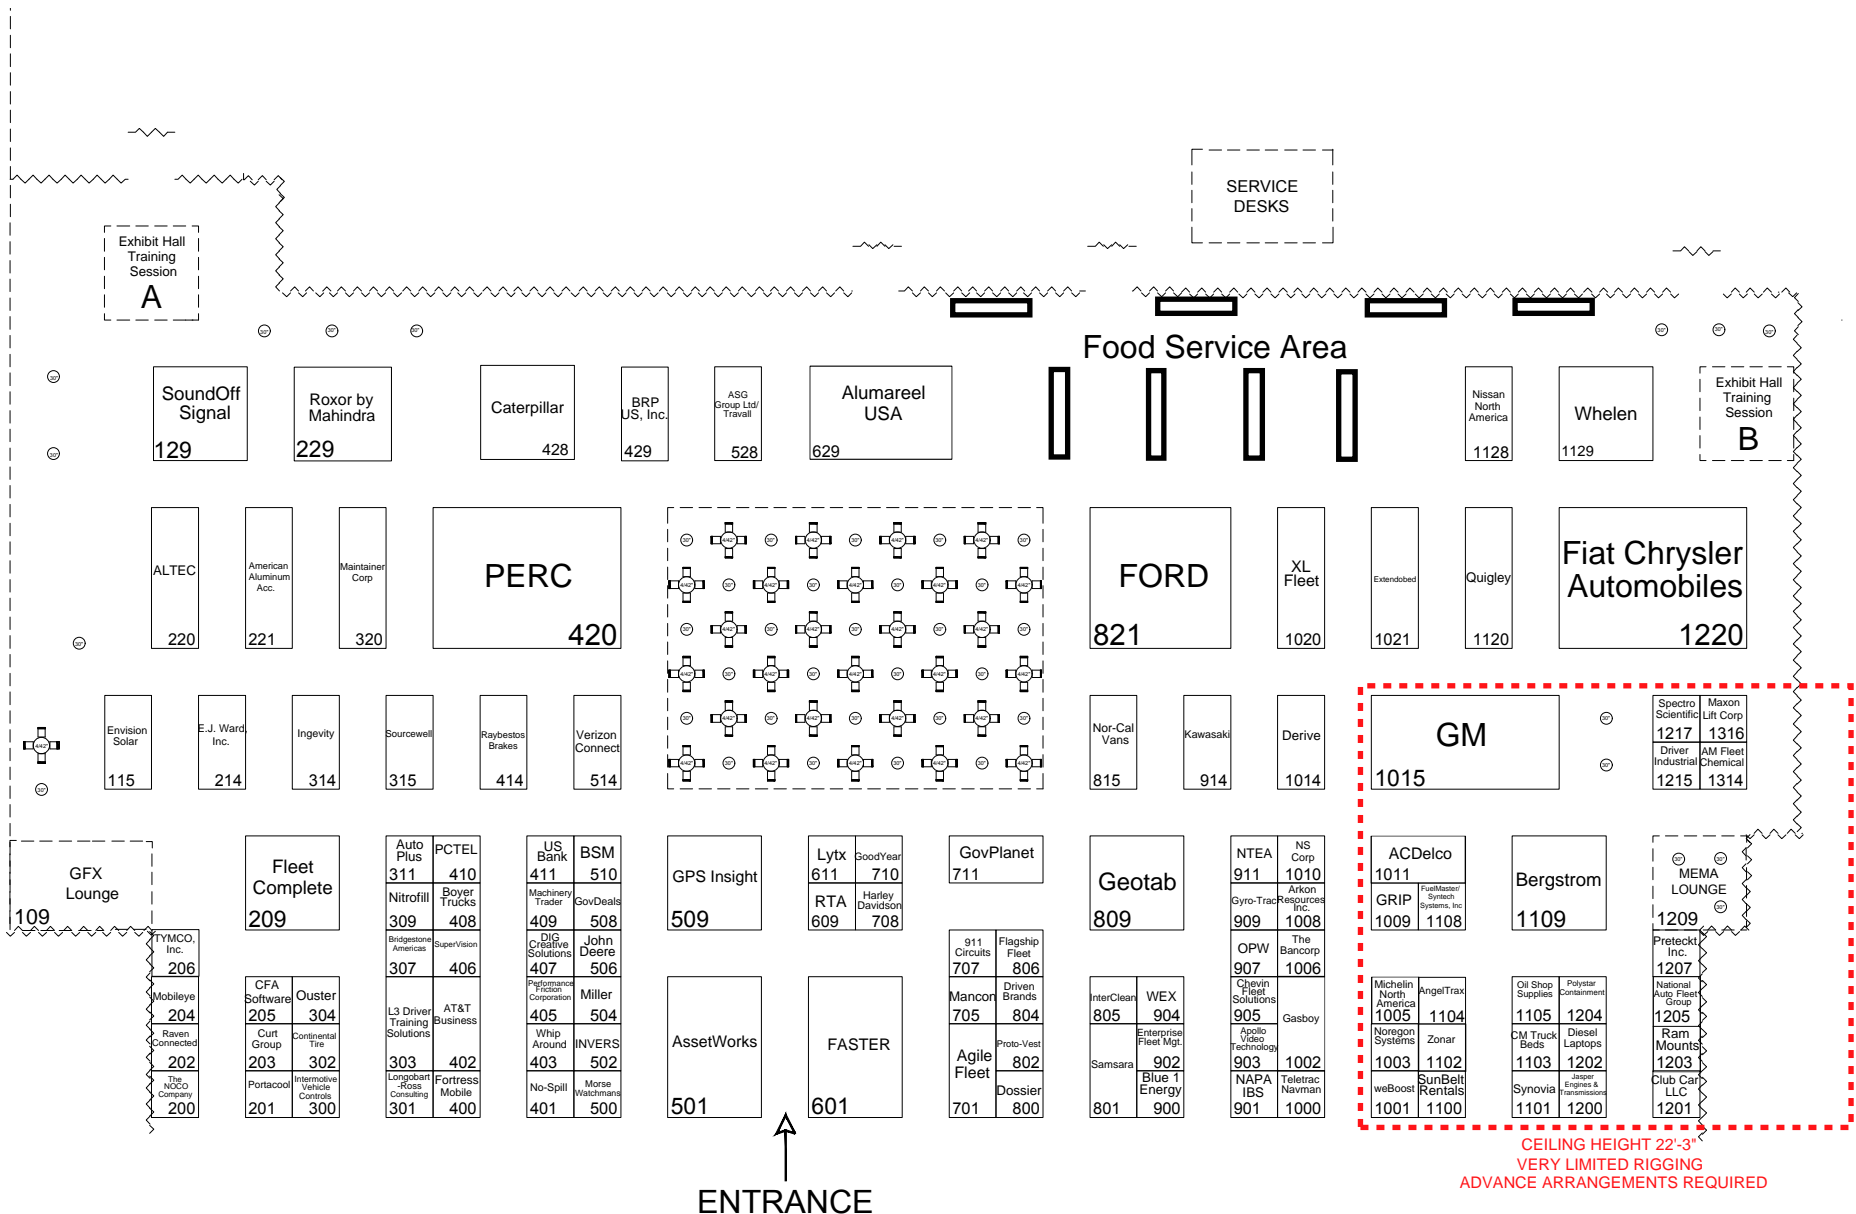 SERVICE
DESKS
Exhibit Hall
Training
Session
A
Food Service Area
SoundOff
Signal
129
Roxor by
Mahindra
229
Caterpillar
428
BRP
US, Inc.
429
ASG
Group Ltd/
Travall
528
Alumareel
USA
629
Nissan
North
America
1128
Whelen
1129
Exhibit Hall
Training
Session
B
ALTEC
220
American
Aluminum
Acc.
221
Maintainer
Corp
320
PERC
420
FORD
821
XL
Fleet
1020
Extendobed
1021
Quigley
1120
Fiat Chrysler
Automobiles
1220
Envision
Solar
115
E.J. Ward,
Inc.
214
Ingevity
314
Sourcewell
315
Raybestos
Brakes
414
Verizon
Connect
514
Nor-Cal
Vans
815
Kawasaki
914
Derive
1014
GM
1015
Spectro
Scientific
1217
Maxon
Lift Corp
1316
Driver
Industrial
1215
AM Fleet
Chemical
1314
GFX
Lounge
109
Fleet
Complete
209
Auto
Plus
311
PCTEL
410
Nitrofill
309
Boyer
Trucks
408
Bridgestone
Americas
307
SuperVision
406
L3 Driver
Training
Solutions
303
AT&T
Business
402
Longobart
-Ross
Consulting
301
Fortress
Mobile
400
US
Bank
411
BSM
510
Machinery
Trader
409
GovDeals
508
DIG
Creative
Solutions
407
John
Deere
506
Performance
Friction
Corporation
405
Miller
504
Whip
Around
403
INVERS
502
No-Spill
401
Morse
Watchmans
500
GPS Insight
509
Lytx
611
GoodYear
710
RTA
609
Harley
Davidson
708
GovPlanet
711
Geotab
809
NTEA
911
NS
Corp
1010
Gyro-Trac
909
Arkon
Resources
Inc.
1008
OPW
907
The
Bancorp
1006
Chevin
Fleet
Solutions
905
Gasboy
1002
Apollo
Video
Technology
903
NAPA
IBS
901
Teletrac
Navman
1000
ACDelco
1011
GRIP
1009
FuelMaster/
Syntech
Systems, Inc
1108
Bergstrom
1109
MEMA
LOUNGE
1209
TYMCO,
Inc.
206
Mobileye
204
Raven
Connected
202
The
NOCO
Company
200
CFA
Software
205
Ouster
304
Curt
Group
203
Continental
Tire
302
Portacool
201
Intermotive
Vehicle
Controls
300
AssetWorks
501
FASTER
601
911
Circuits
707
Flagship
Fleet
806
Mancon
705
Driven
Brands
804
Agile
Fleet
701
Proto-Vest
802
Dossier
800
InterClean
805
WEX
904
Samsara
801
Enterprise
Fleet Mgt.
902
Blue 1
Energy
900
Michelin
North
America
1005
AngelTrax
1104
Noregon
Systems
1003
Zonar
1102
weBoost
1001
SunBelt
Rentals
1100
Oil Shop
Supplies
1105
Polystar
Containment
1204
CM Truck
Beds
1103
Diesel
Laptops
1202
Synovia
1101
Jasper
Engines &
Transmissions
1200
Preteckt,
Inc.
1207
National
Auto Fleet
Group
1205
Ram
Mounts
1203
Club Car
LLC
1201
CEILING HEIGHT 22'-3"
VERY LIMITED RIGGING
ADVANCE ARRANGEMENTS REQUIRED
ENTRANCE